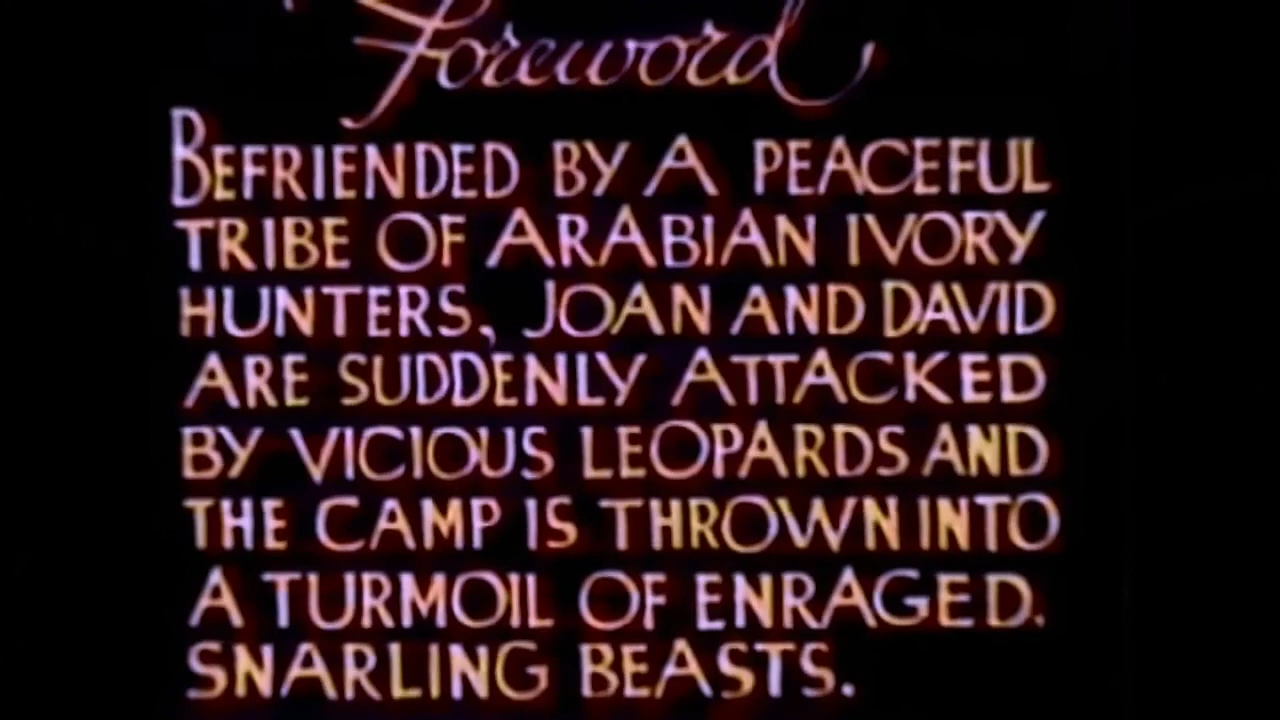 Foreword
BEFRIENDED BY A PEACEFUL
TRIBE OF ARABIAN IVORY
HUNTERS, JOAN AND DAVID
ARE SUDDENLY ATTACKED
BY VICIOUS LEOPARDS AND
THE CAMP IS THROWN INTO
A TURMOIL OF ENRAGED.
SNARLING BEASTS.